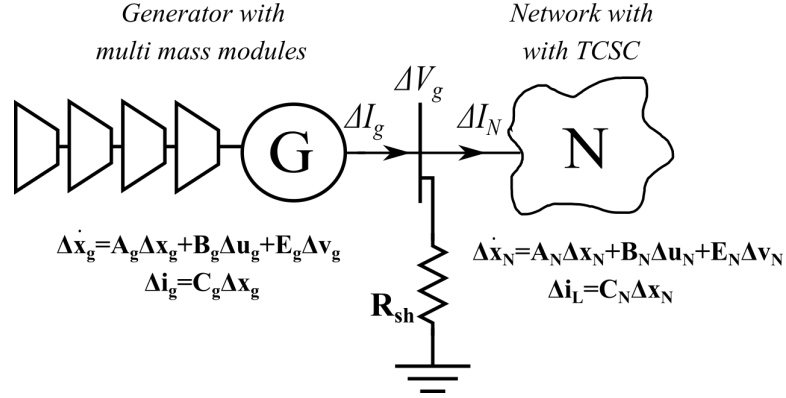 Generator with
multi mass modules
Network with
with TCSC
ΔV_g
ΔI_g
ΔI_N
G
N
Δẋ_g=A_gΔx_g+B_gΔu_g+E_gΔv_g
Δi_g=C_gΔx_g
Δẋ_N=A_NΔx_N+B_NΔu_N+E_NΔv_N
Δi_L=C_NΔx_N
R_sh